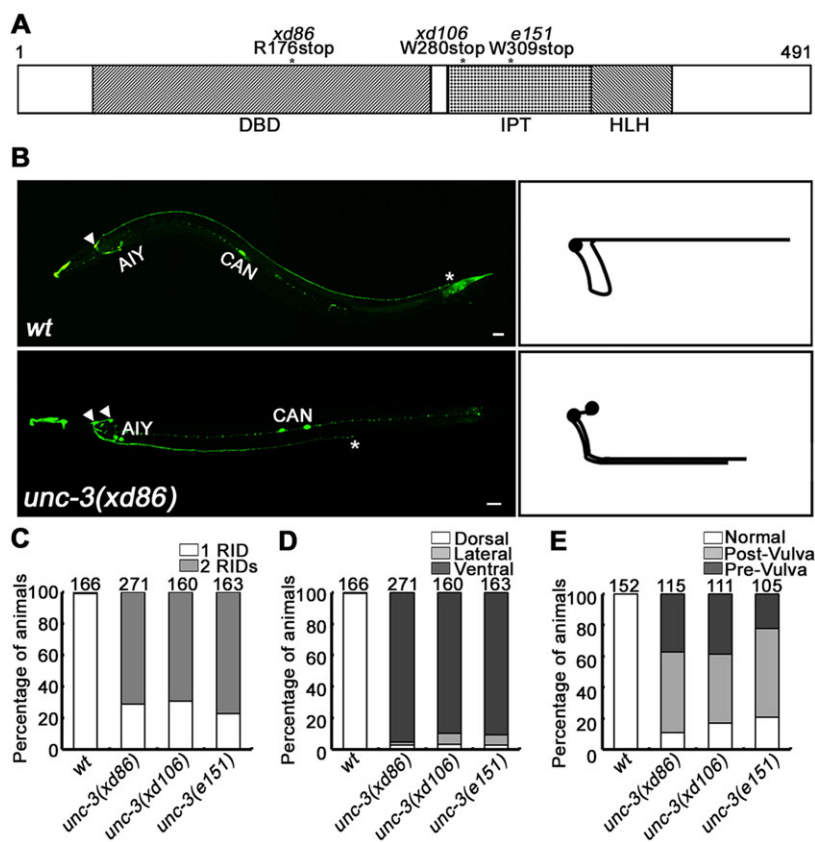 A
xd86 xd106 e151
1 R176stop W280stop W309stop 491
* * *
DBD IPT HLH
B
AIY CAN *
wt
AIY CAN *
unc-3(xd86)
C
1 RID
2 RIDs
166 271 160 163
Percentage of animals
100
80
60
40
20
0
wt
unc-3(xd86)
unc-3(xd106)
unc-3(e151)
D
Dorsal
Lateral
Ventral
166 271 160 163
Percentage of animals
100
80
60
40
20
0
wt
unc-3(xd86)
unc-3(xd106)
unc-3(e151)
E
Normal
Post-Vulva
Pre-Vulva
152 115 111 105
Percentage of animals
100
80
60
40
20
0
wt
unc-3(xd86)
unc-3(xd106)
unc-3(e151)